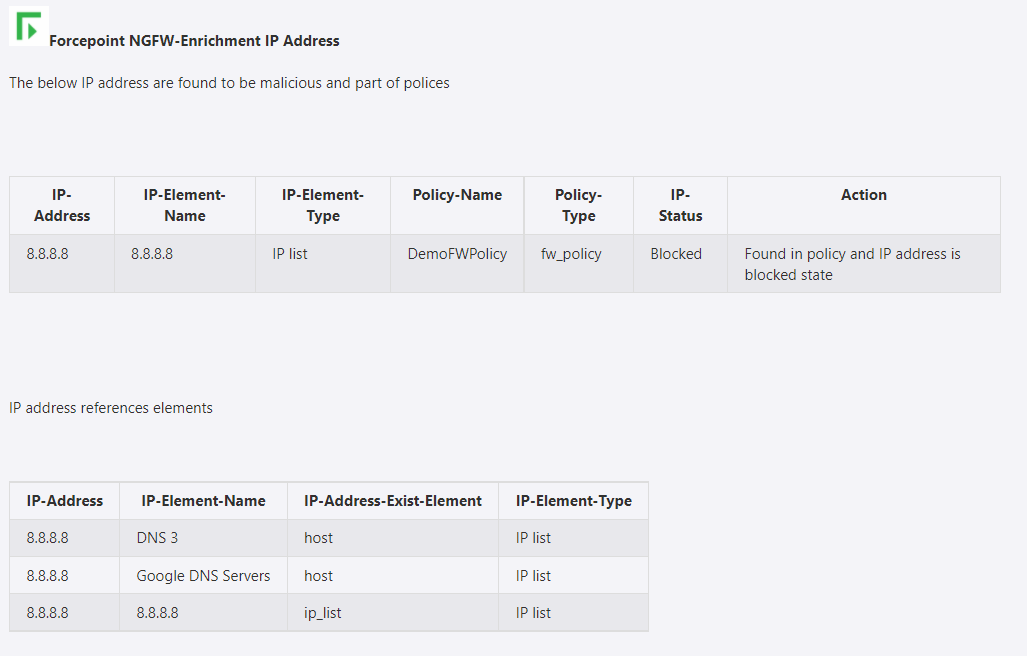 Forcepoint NGFW-Enrichment IP Address
The below IP address are found to be malicious and part of polices
IP-Address IP-Element-Name IP-Element-Type Policy-Name Policy-Type IP-Status Action
8.8.8.8 8.8.8.8 IP list DemoFWPolicy fw_policy Blocked Found in policy and IP address is
blocked state
IP address references elements
IP-Address IP-Element-Name IP-Address-Exist-Element IP-Element-Type
8.8.8.8 DNS 3 host IP list
8.8.8.8 Google DNS Servers host IP list
8.8.8.8 8.8.8.8 ip_list IP list